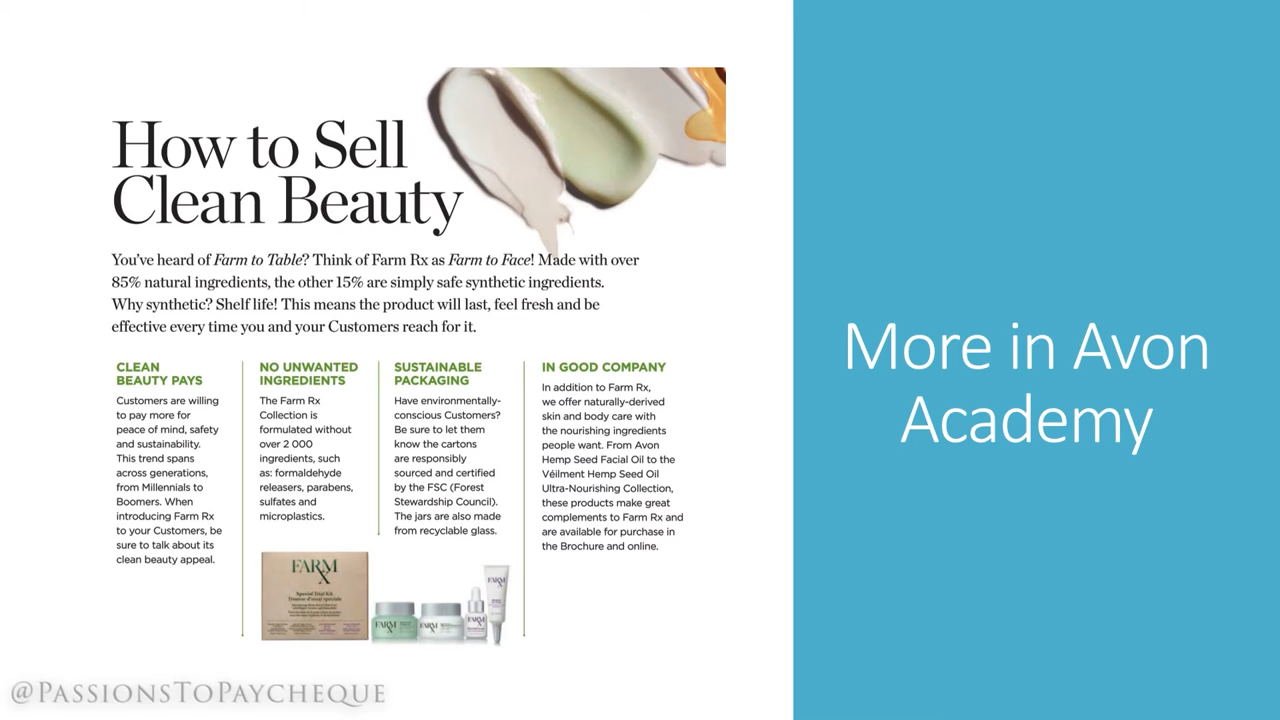 How to Sell
Clean Beauty
You've heard of Farm to Table? Think of Farm Rx as Farm to Face! Made with over
85% natural ingredients, the other 15% are simply safe synthetic ingredients.
Why synthetic? Shelf life! This means the product will last, feel fresh and be
effective every time you and your Customers reach for it.
CLEAN
BEAUTY PAYS
Customers are willing
to pay more for
peace of mind, safety
and sustainability.
This trend spans
across generations,
from Millennials to
Boomers. When
introducing Farm Rx
to your Customers, be
sure to talk about its
clean beauty appeal.
NO UNWANTED
INGREDIENTS
The Farm Rx
Collection is
formulated without
over 2 000
ingredients, such
as: formaldehyde
releasers, parabens,
sulfates and
microplastics.
SUSTAINABLE
PACKAGING
Have environmentally-
conscious Customers?
Be sure to let them
know the cartons
are responsibly
sourced and certified
by the FSC (Forest
Stewardship Council).
The jars are also made
from recyclable glass.
IN GOOD COMPANY
In addition to Farm Rx,
we offer naturally-derived
skin and body care with
the nourishing ingredients
people want. From Avon
Hemp Seed Facial Oil to the
Véilment Hemp Seed Oil
Ultra-Nourishing Collection,
these products make great
complements to Farm Rx and
are available for purchase in
the Brochure and online.
FARM
X
Special Trial Kit
Trousse d'essai spéciale
FARM
X
FARM
X
FARM
X
FARM
X
More in Avon
Academy
@PassionsToPaycheque